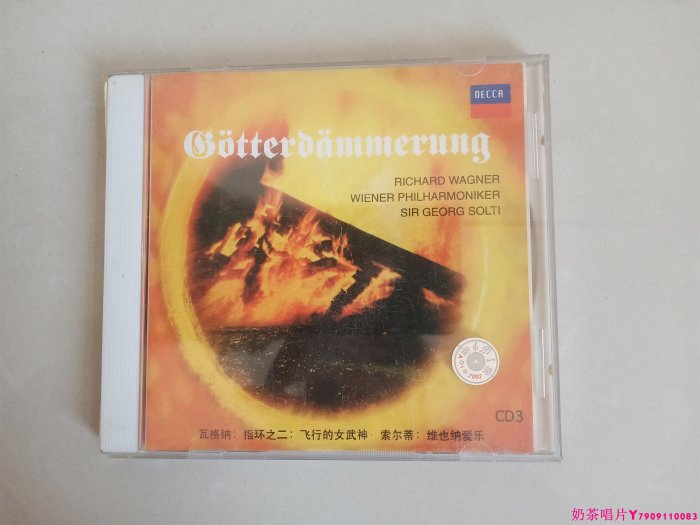 DECCA
Götterdämmerung
RICHARD WAGNER
WIENER PHILHARMONIKER
SIR GEORG SOLTI
2002
CD3
瓦格纳: 指环之二: 飞行的女武神· 索尔蒂: 维也纳爱乐
奶茶唱片Y7909110083